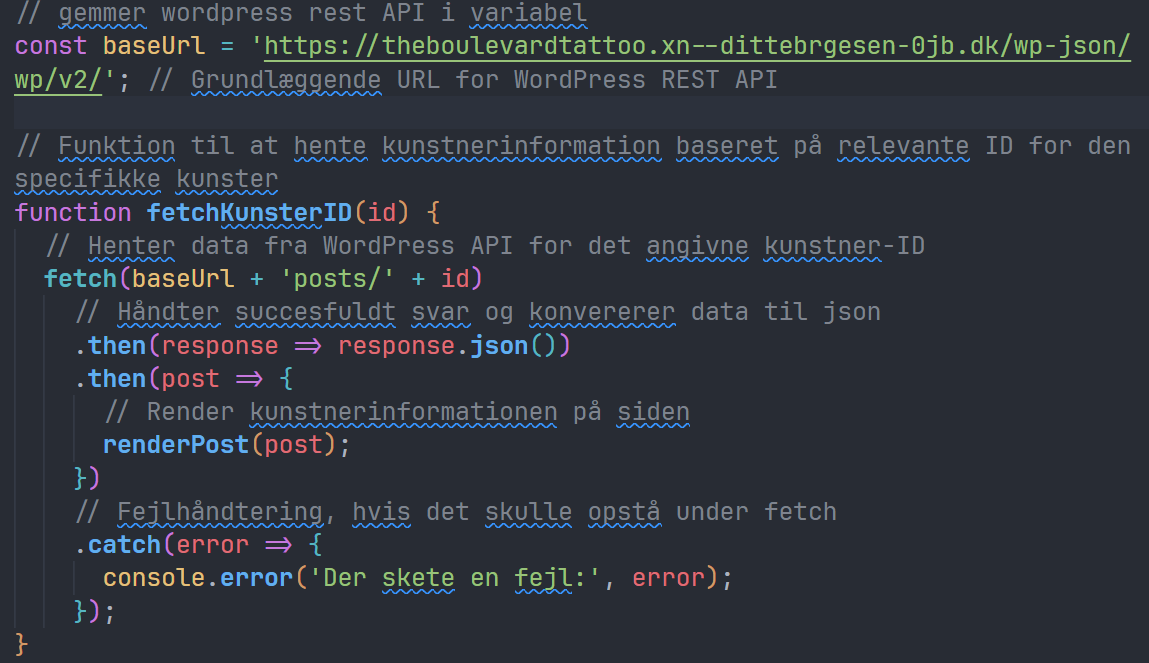 // gemmer wordpress rest API i variabel
const baseUrl = 'https://theboulevardtattoo.xn--dittebrgesen-0jb.dk/wp-json/
wp/v2/'; // Grundlæggende URL for WordPress REST API
// Funktion til at hente kunstnerinformation baseret på relevante ID for den
specifikke kunster
function fetchKunsterID(id) {
// Henter data fra WordPress API for det angivne kunstner-ID
fetch(baseUrl + 'posts/' + id)
// Håndter succesfuldt svar og konvererer data til json
.then(response => response.json())
.then(post => {
// Render kunstnerinformationen på siden
renderPost(post);
})
// Fejlhåndtering, hvis det skulle opstå under fetch
.catch(error => {
console.error('Der skete en fejl:', error);
});
}